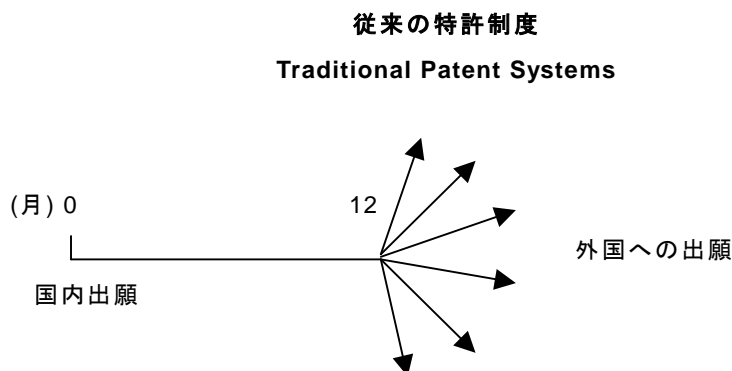 従来の特許制度
Traditional Patent Systems
(月) 0
12
外国への出願
国内出願